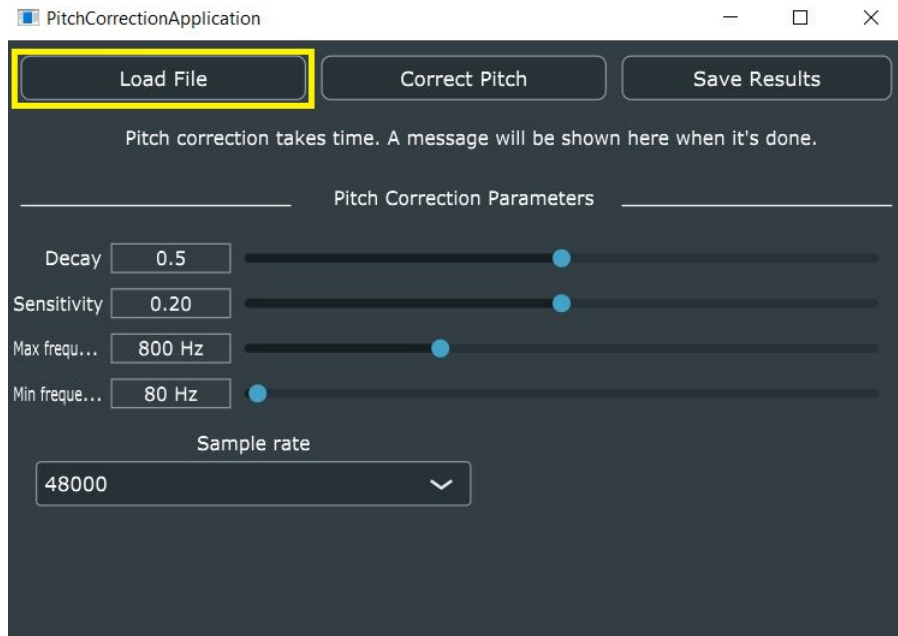 PitchCorrectionApplication
Load File Correct Pitch Save Results
Pitch correction takes time. A message will be shown here when it's done.
Pitch Correction Parameters
Decay 0.5
Sensitivity 0.20
Max frequ... 800 Hz
Min freque... 80 Hz
Sample rate
48000